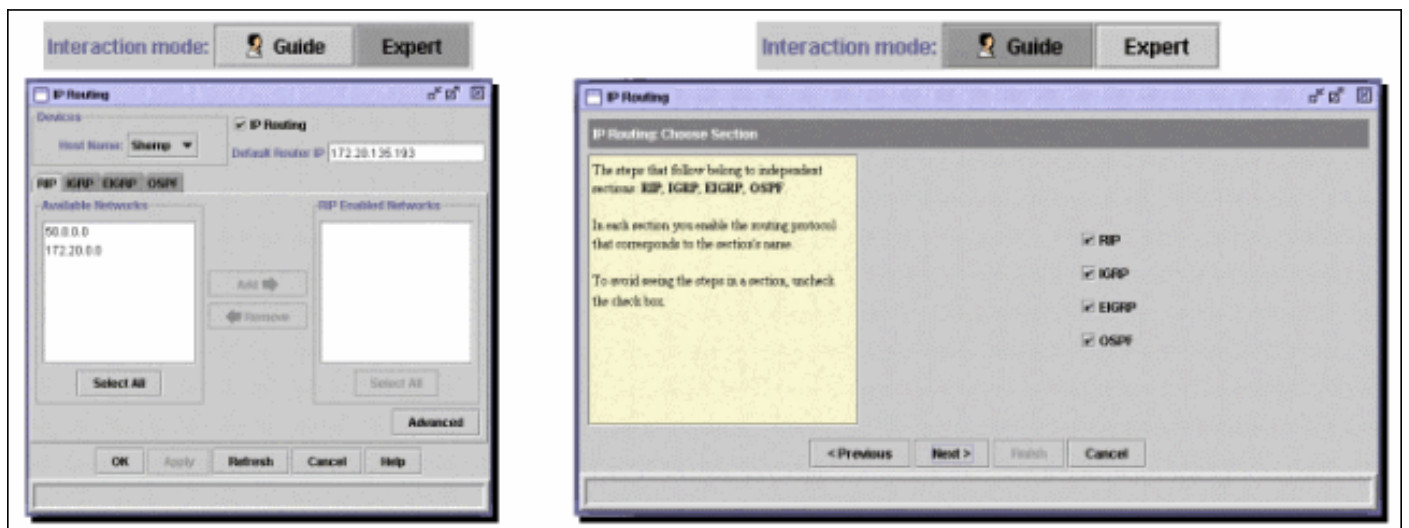 Interaction mode: Guide Expert
IP Routing
Devices
Host Name: Shemp
IP Routing
Default Router IP 172.20.135.193
RIP IGRP EIGRP OSPF
Available Networks
RIP Enabled Networks
50.0.0.0
172.20.0.0
Add
Remove
Select All
Select All
Advanced
OK Apply Refresh Cancel Help
Interaction mode: Guide Expert
IP Routing
IP Routing: Choose Section
The steps that follow belong to independent
sections: RIP, IGRP, EIGRP, OSPF.
In each section you enable the routing protocol
that corresponds to the section's name.
To avoid seeing the steps in a section, uncheck
the check box.
RIP
IGRP
EIGRP
OSPF
< Previous Next > Finish Cancel